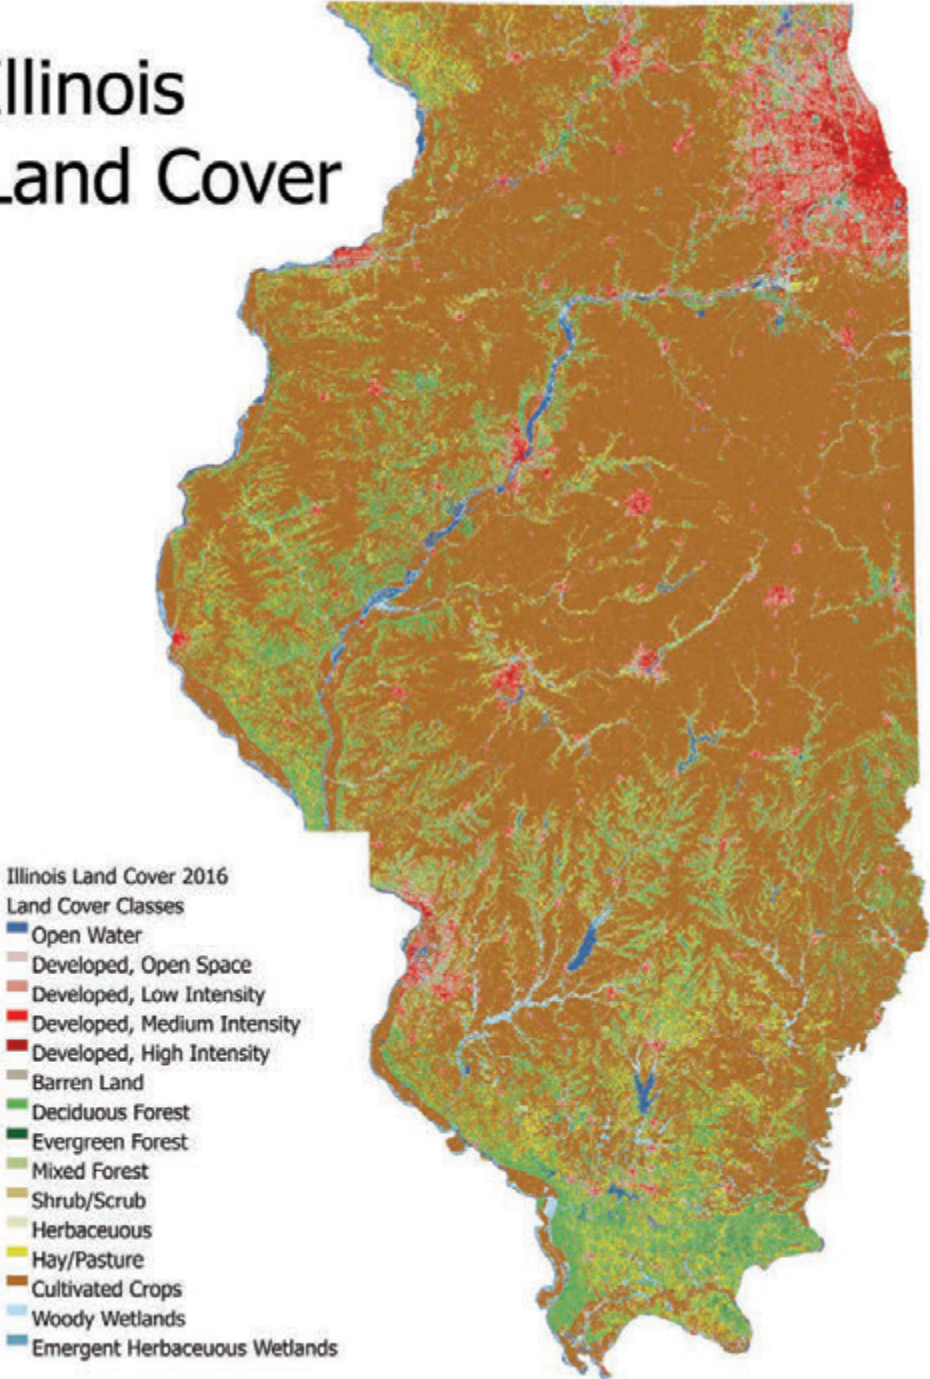 Illinois
Land Cover
Illinois Land Cover 2016
Land Cover Classes
Open Water
Developed, Open Space
Developed, Low Intensity
Developed, Medium Intensity
Developed, High Intensity
Barren Land
Deciduous Forest
Evergreen Forest
Mixed Forest
Shrub/Scrub
Herbaceuous
Hay/Pasture
Cultivated Crops
Woody Wetlands
Emergent Herbaceuous Wetlands